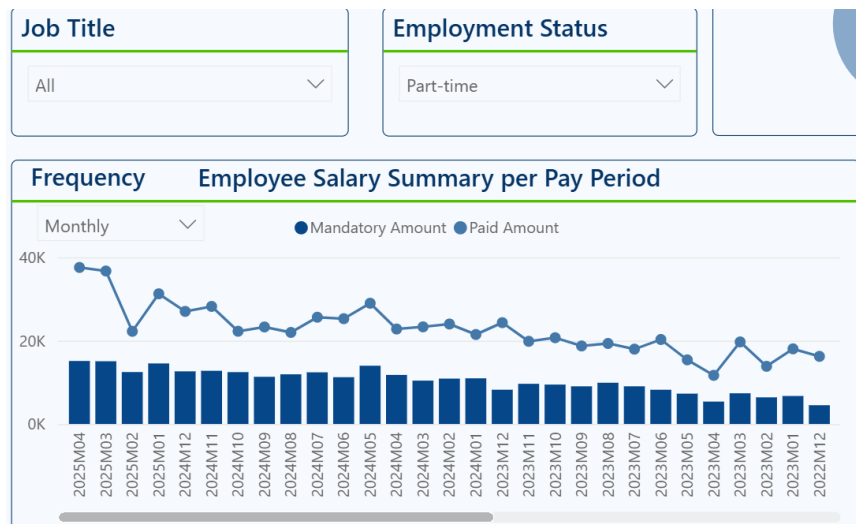 Job Title
Employment Status
All
Part-time
Frequency
Employee Salary Summary per Pay Period
Monthly
Mandatory Amount
Paid Amount
40K
20K
0K
2025M04
2025M03
2025M02
2025M01
2024M12
2024M11
2024M10
2024M09
2024M08
2024M07
2024M06
2024M05
2024M04
2024M03
2024M02
2024M01
2023M12
2023M11
2023M10
2023M09
2023M08
2023M07
2023M06
2023M05
2023M04
2023M03
2023M02
2023M01
2022M12